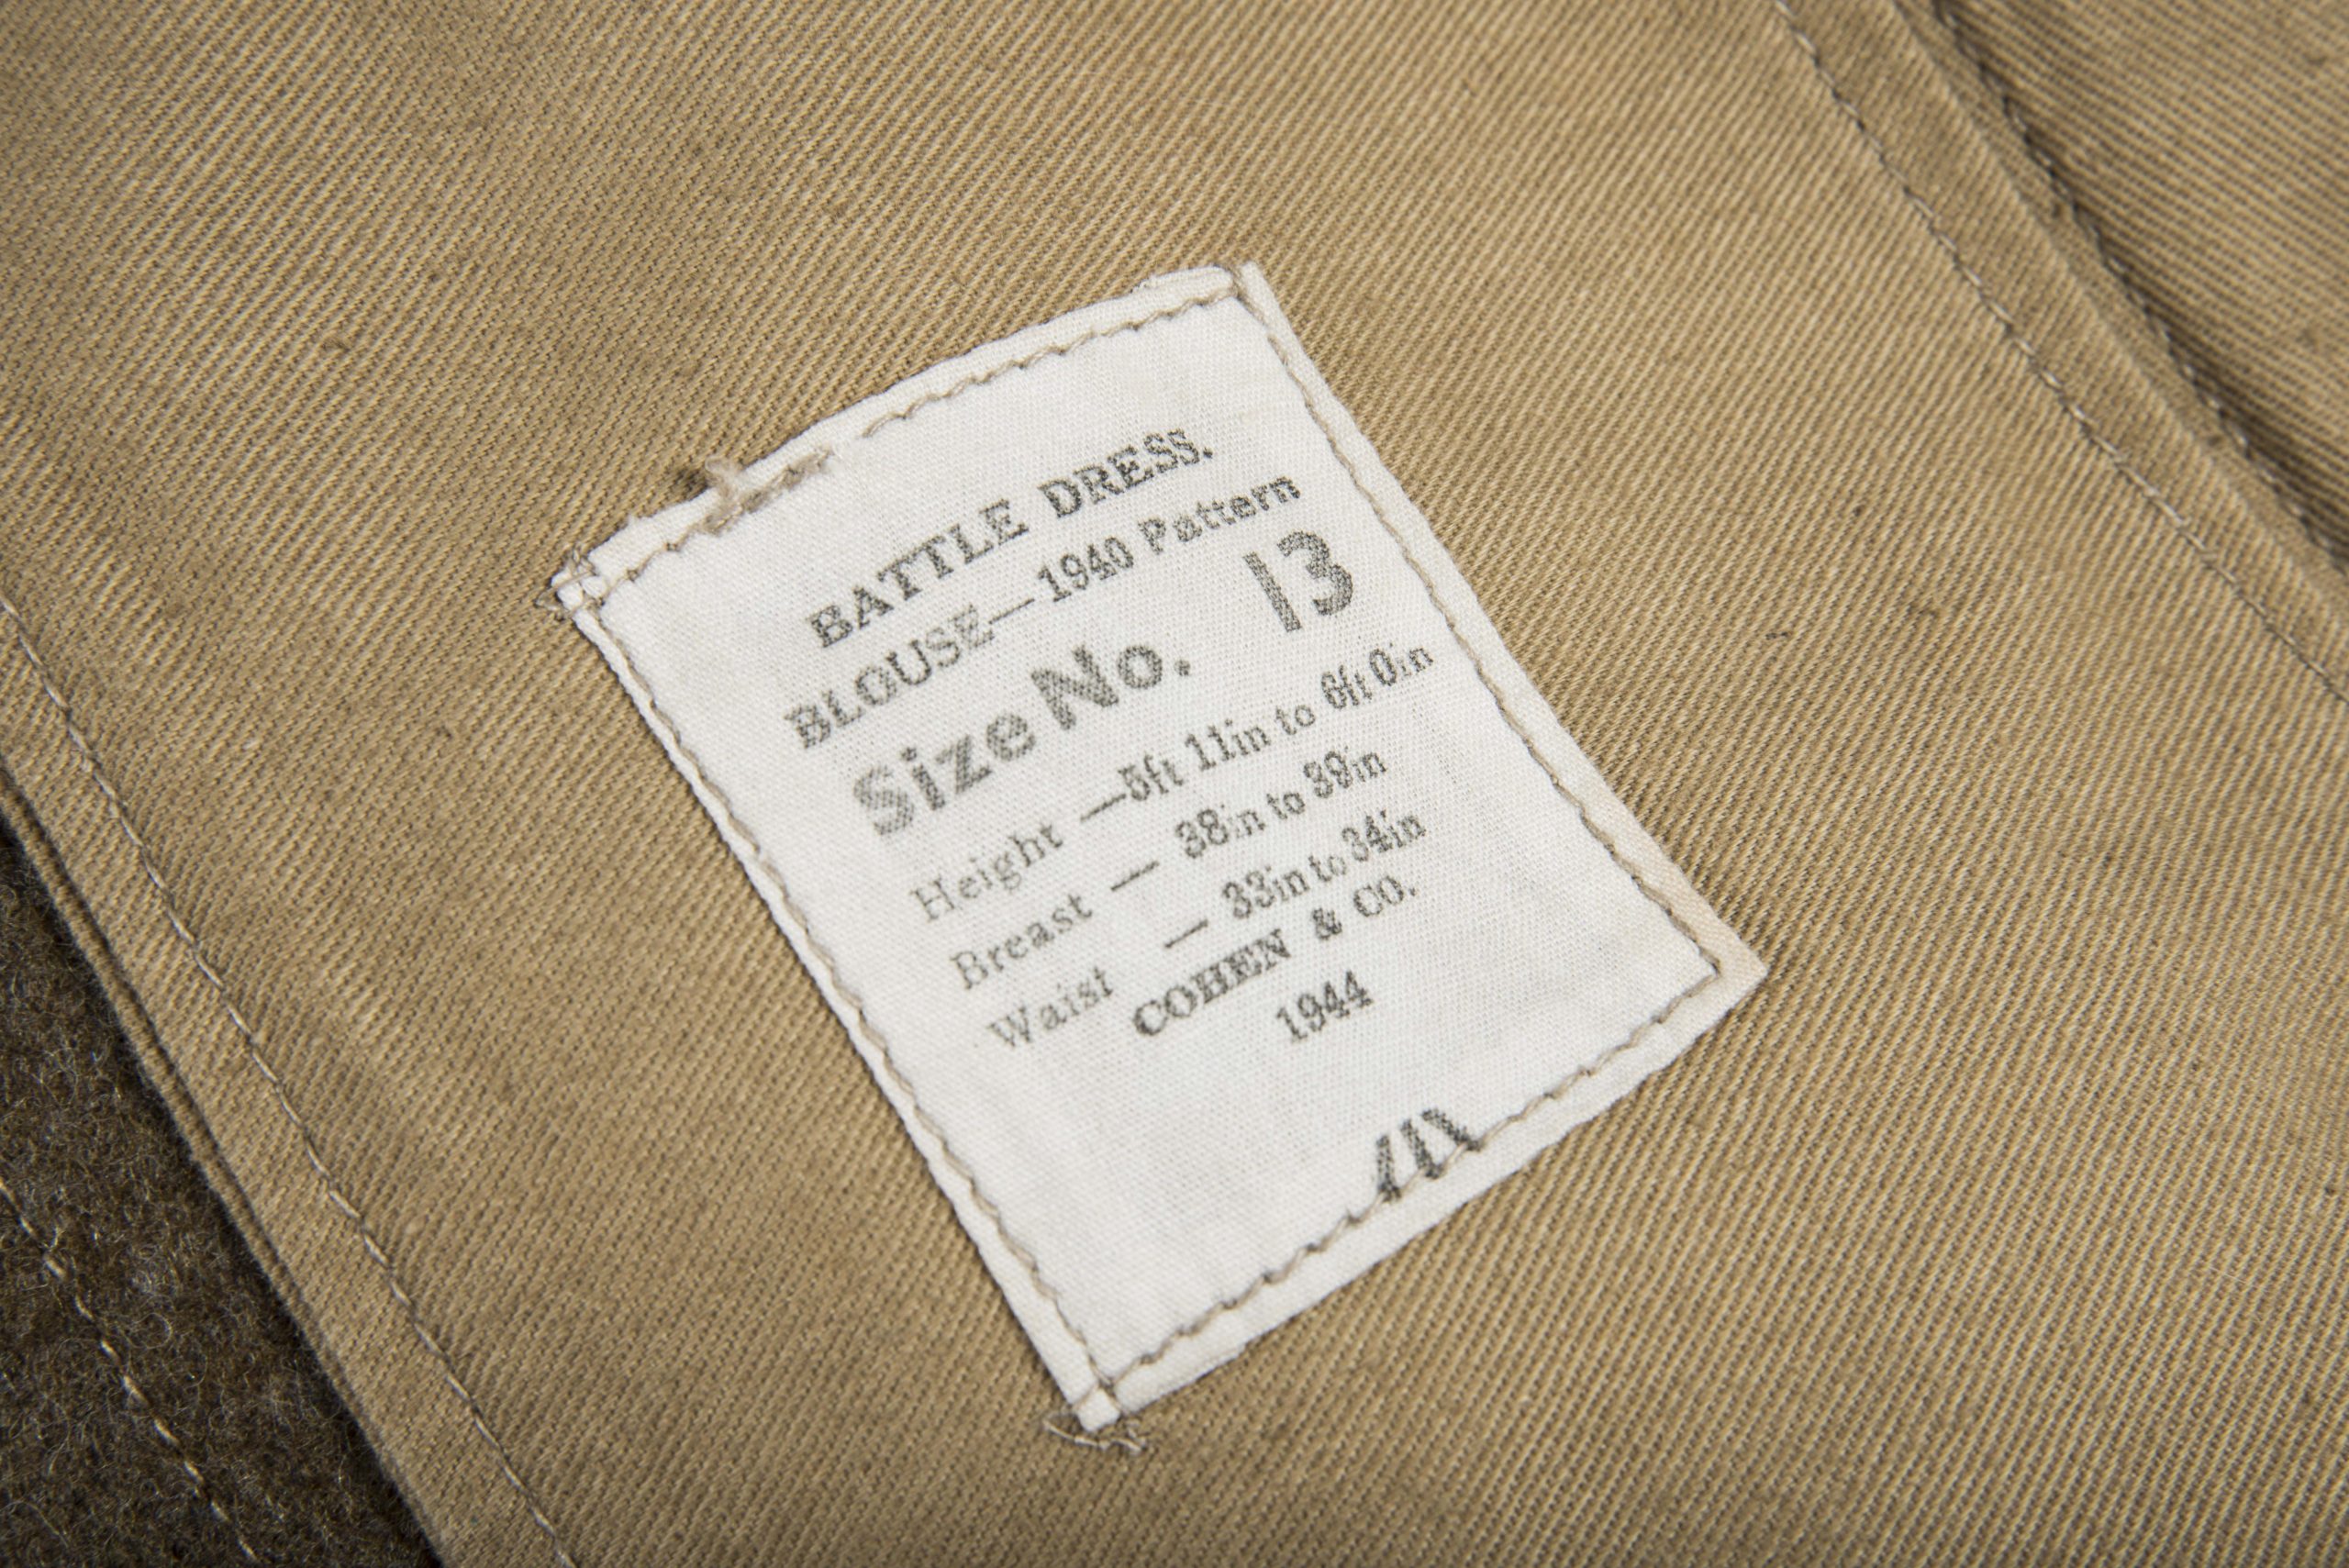 BATTLE DRESS.
BLOUSE—1940 Pattern
Size No. 13
Height —5ft 11in to 6ft 0in
Breast — 38in to 39in
Waist — 33in to 34in
COHEN & CO.
1944